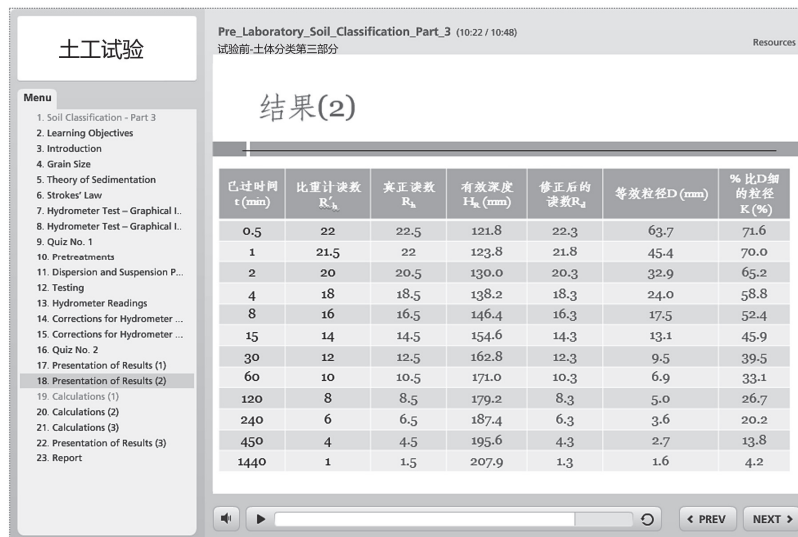 土工试验
Pre_Laboratory_Soil_Classification_Part_3 (10:22 / 10:48)
试验前-土体分类第三部分
Resources
Menu
1. Soil Classification - Part 3
2. Learning Objectives
3. Introduction
4. Grain Size
5. Theory of Sedimentation
6. Strokes' Law
7. Hydrometer Test – Graphical I..
8. Hydrometer Test – Graphical I..
9. Quiz No. 1
10. Pretreatments
11. Dispersion and Suspension P...
12. Testing
13. Hydrometer Readings
14. Corrections for Hydrometer ...
15. Corrections for Hydrometer ...
16. Quiz No. 2
17. Presentation of Results (1)
18. Presentation of Results (2)
19. Calculations (1)
20. Calculations (2)
21. Calculations (3)
22. Presentation of Results (3)
23. Report
结果(2)
已过时间 t (min) 比重计读数 R'h 真正读数 Rh 有效深度 HR (mm) 修正后的读数Rd 等效粒径D (mm) % 比D细的粒径 K (%)
0.5 22 22.5 121.8 22.3 63.7 71.6
1 21.5 22 123.8 21.8 45.4 70.0
2 20 20.5 130.0 20.3 32.9 65.2
4 18 18.5 138.2 18.3 24.0 58.8
8 16 16.5 146.4 16.3 17.5 52.4
15 14 14.5 154.6 14.3 13.1 45.9
30 12 12.5 162.8 12.3 9.5 39.5
60 10 10.5 171.0 10.3 6.9 33.1
120 8 8.5 179.2 8.3 5.0 26.7
240 6 6.5 187.4 6.3 3.6 20.2
450 4 4.5 195.6 4.3 2.7 13.8
1440 1 1.5 207.9 1.3 1.6 4.2
PREV
NEXT